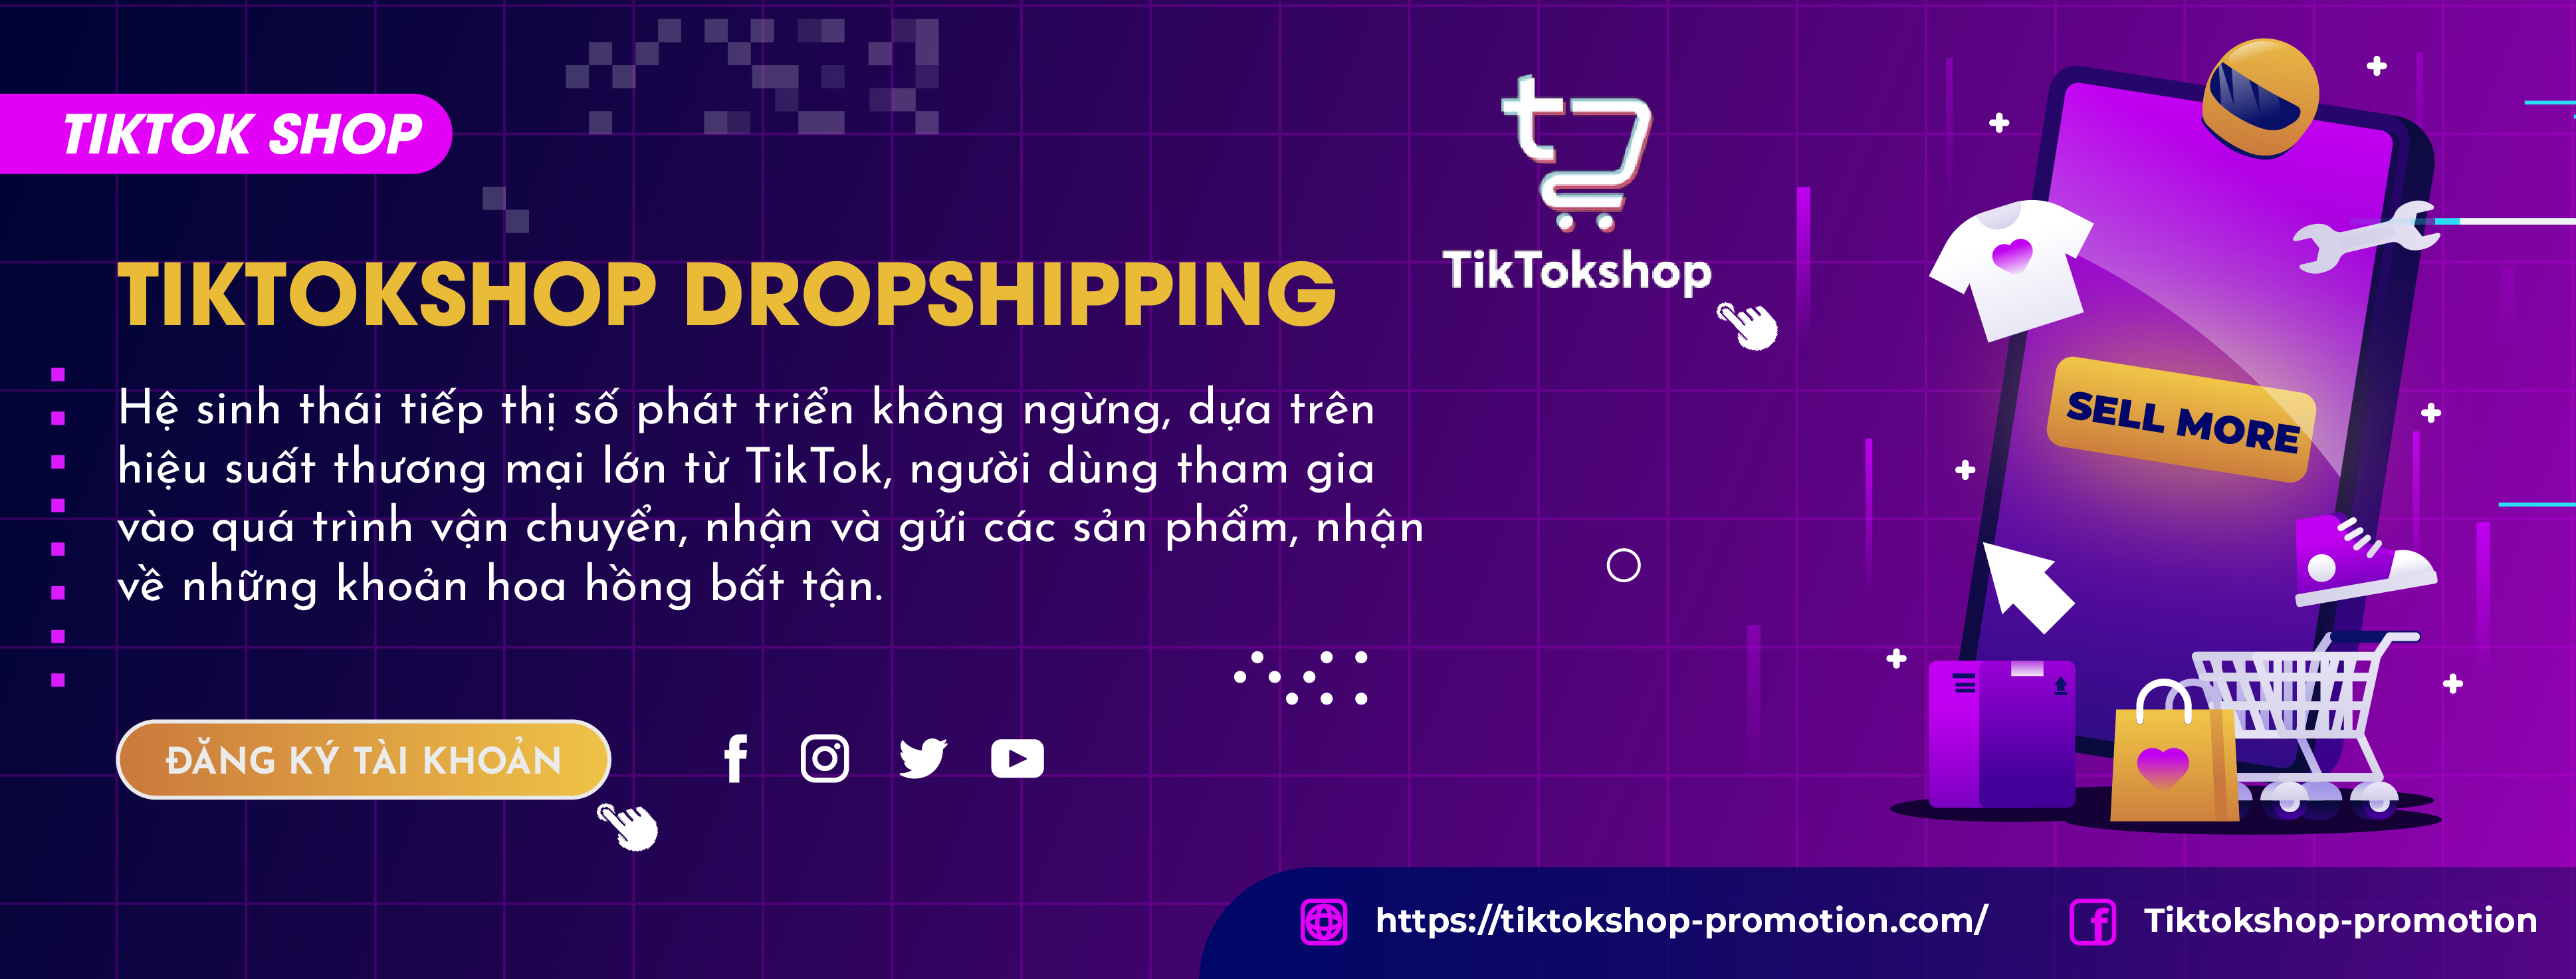 TIKTOK SHOP
TikTokshop
TIKTOKSHOP DROPSHIPPING
Hệ sinh thái tiếp thị số phát triển không ngừng, dựa trên
hiệu suất thương mại lớn từ TikTok, người dùng tham gia
vào quá trình vận chuyển, nhận và gửi các sản phẩm, nhận
về những khoản hoa hồng bất tận.
SELL MORE
ĐĂNG KÝ TÀI KHOẢN
https://tiktokshop-promotion.com/
Tiktokshop-promotion